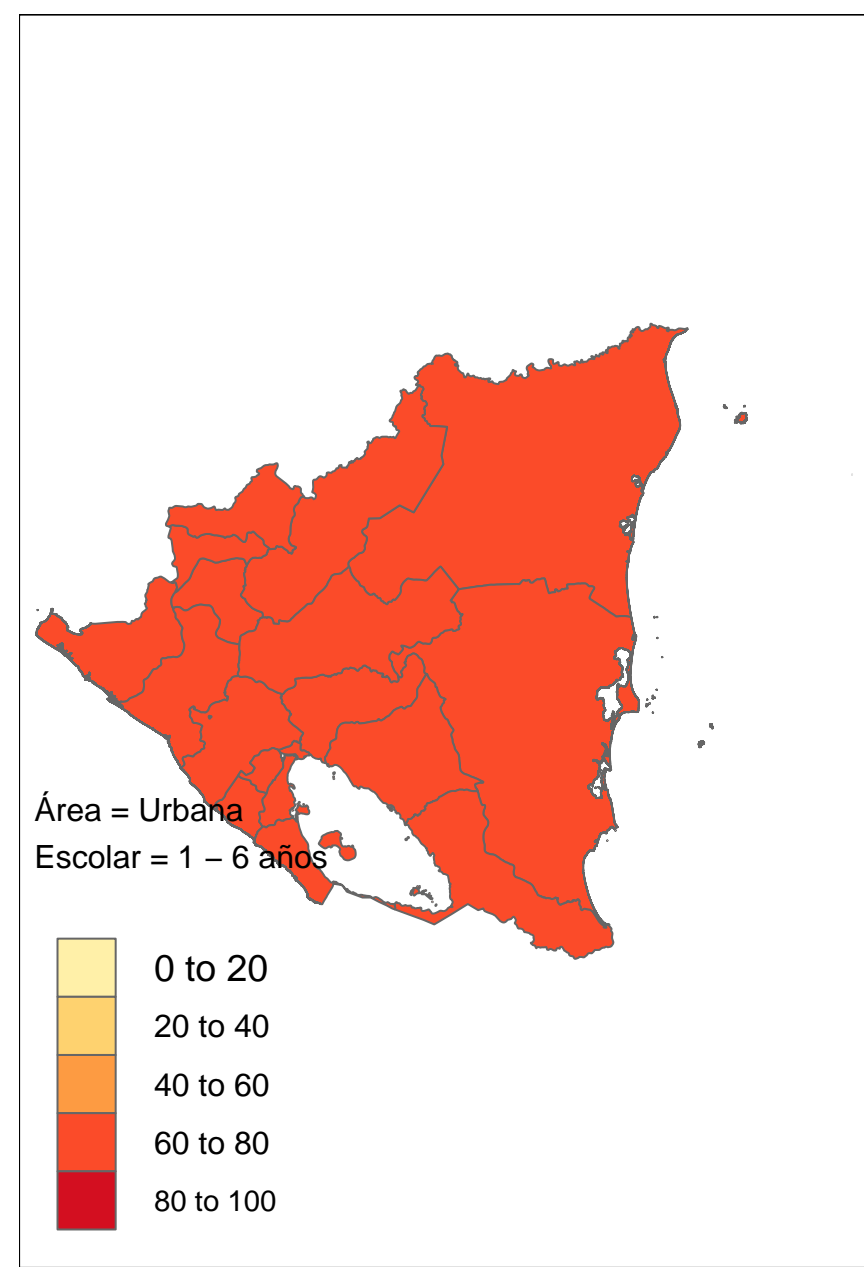 Área = Urbana
Escolar = 1 − 6 años
0 to 20
20 to 40
40 to 60
60 to 80
80 to 100